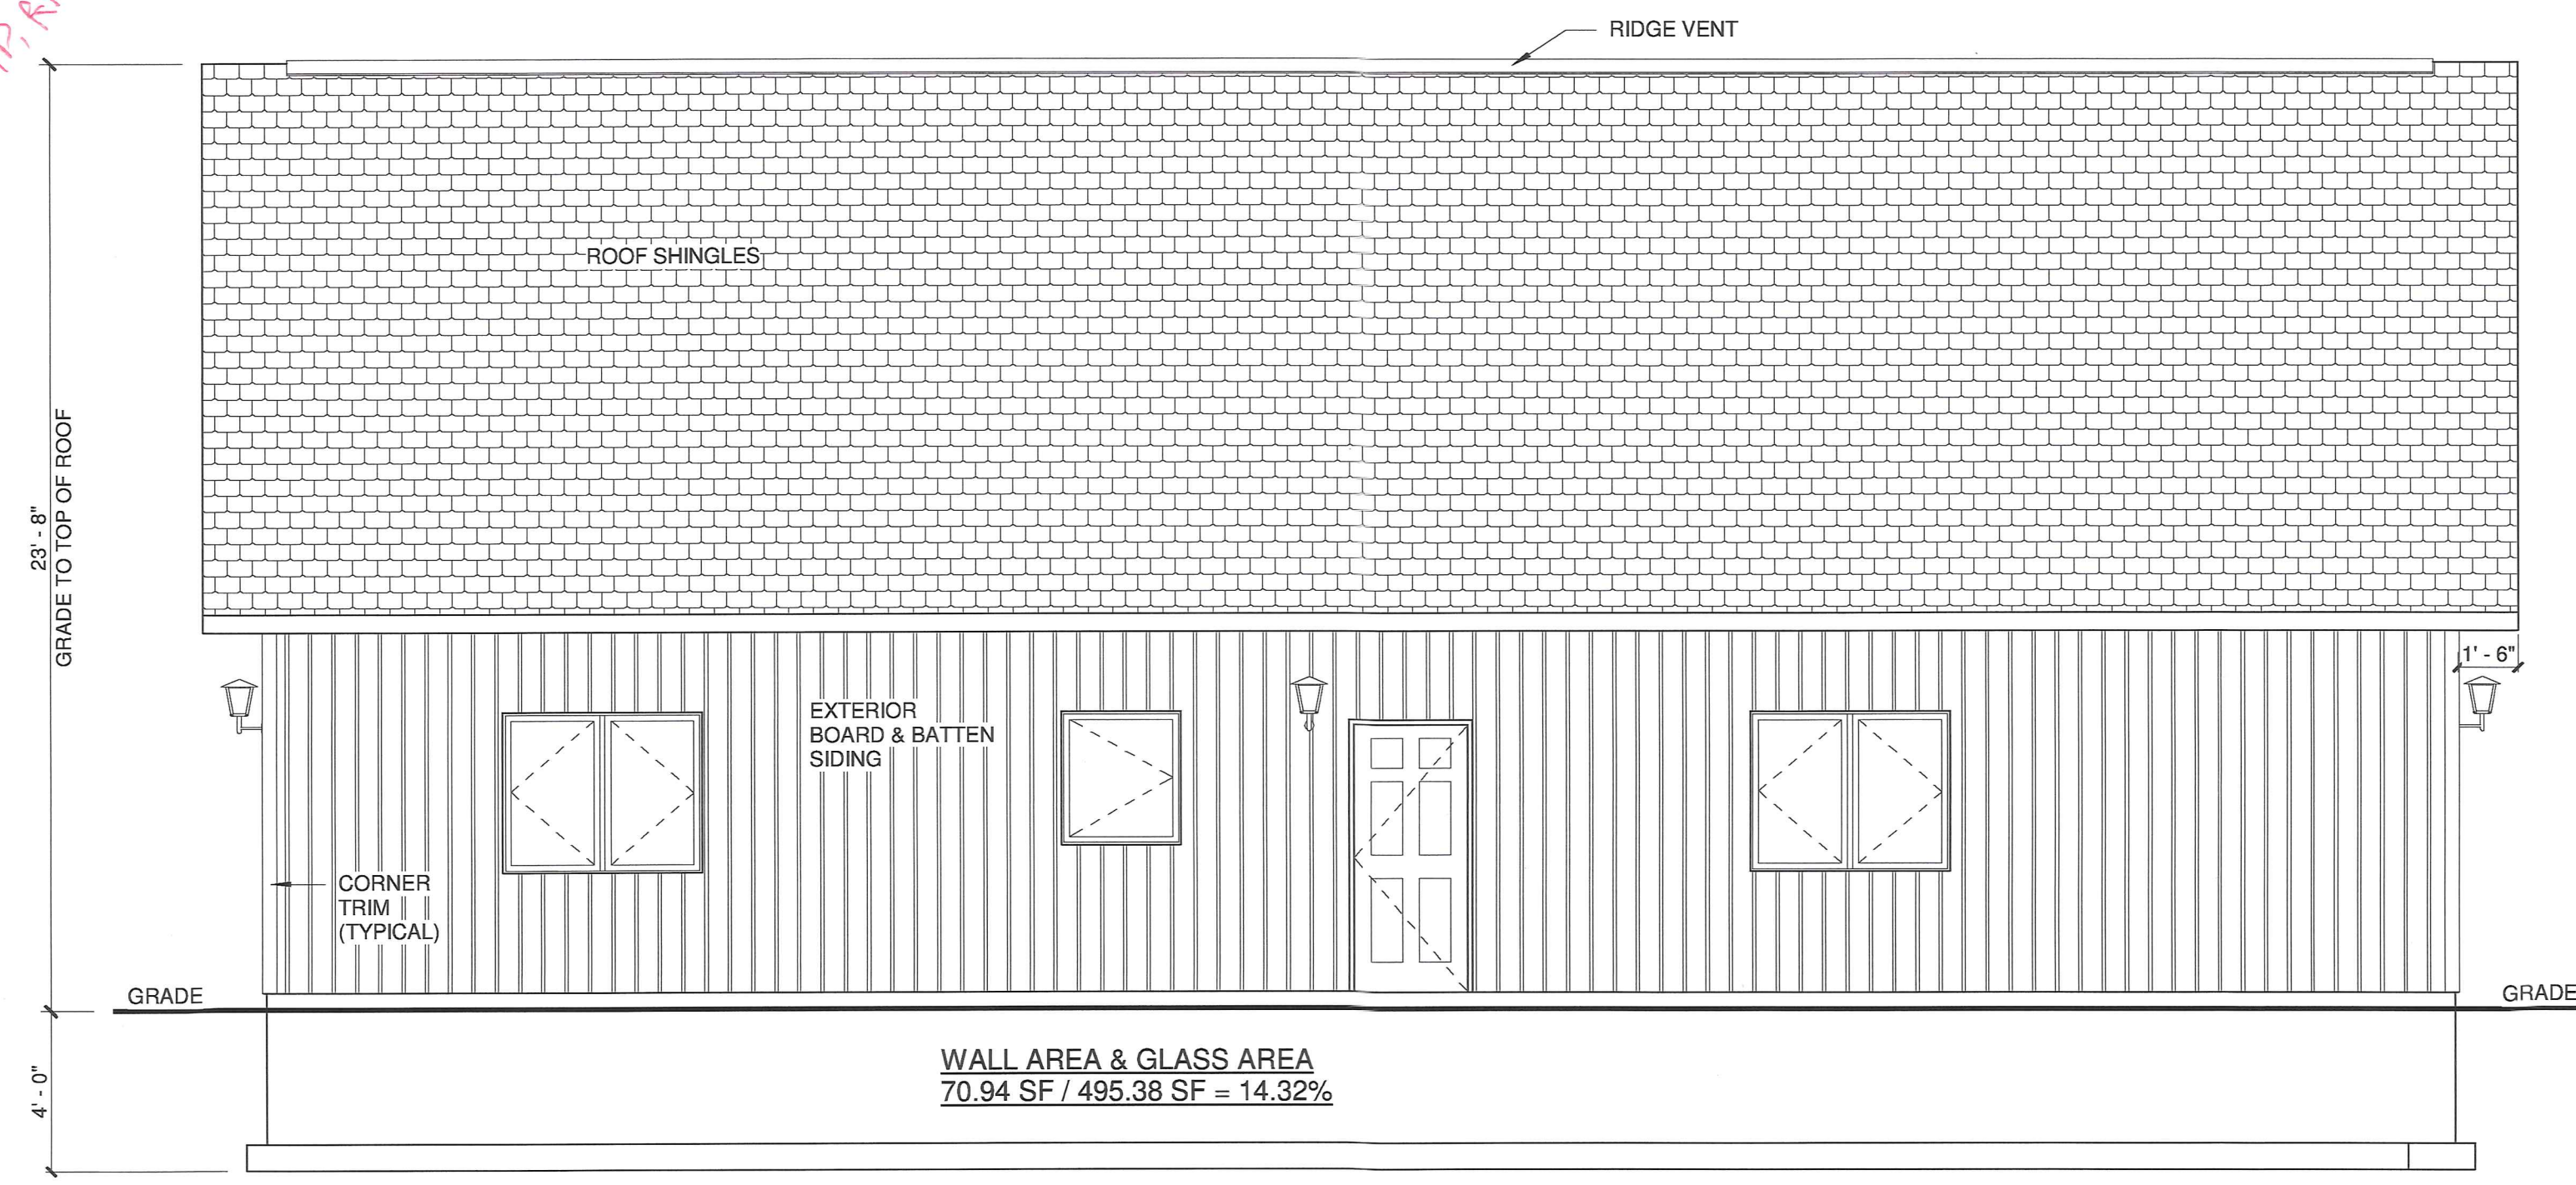 RIDGE VENT
ROOF SHINGLES
23' - 8"
GRADE TO TOP OF ROOF
1' - 6"
EXTERIOR
BOARD & BATTEN
SIDING
CORNER
TRIM
(TYPICAL)
GRADE
GRADE
4' - 0"
WALL AREA & GLASS AREA
70.94 SF / 495.38 SF = 14.32%